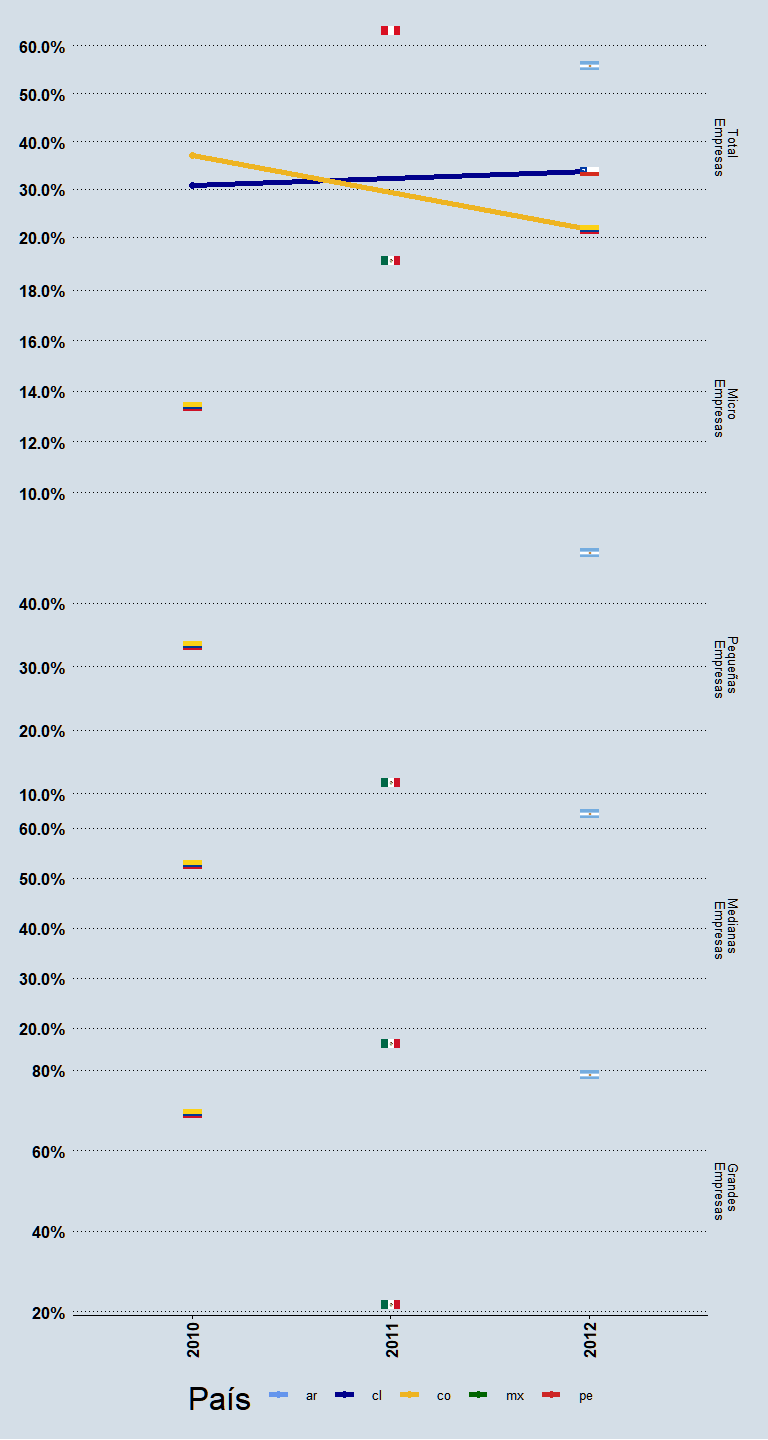 60.0%
50.0%
40.0%
30.0%
20.0%
Total
Empresas
18.0%
16.0%
14.0%
12.0%
10.0%
Micro
Empresas
40.0%
30.0%
20.0%
10.0%
Pequeñas
Empresas
60.0%
50.0%
40.0%
30.0%
20.0%
Medianas
Empresas
80%
60%
40%
20%
Grandes
Empresas
2010 2011 2012
País ar cl co mx pe